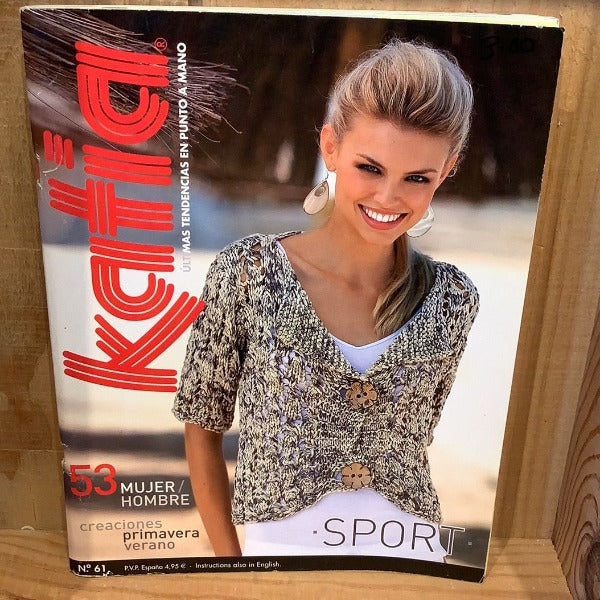 katia®
ÚLTIMAS TENDENCIAS EN PUNTO A MANO
53 MUJER/
HOMBRE
creaciones
primavera
verano
·SPORT·
Nº 61
P.V.P. España 4,95 € - Instructions also in English.